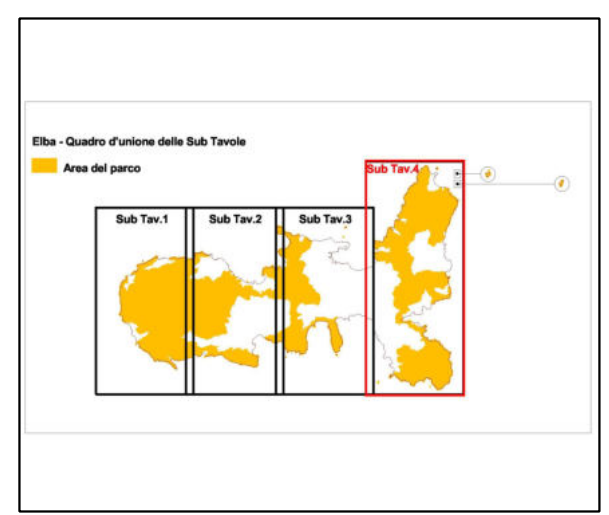 Elba - Quadro d'unione delle Sub Tavole
Area del parco
Sub Tav.4
Sub Tav.1
Sub Tav.2
Sub Tav.3